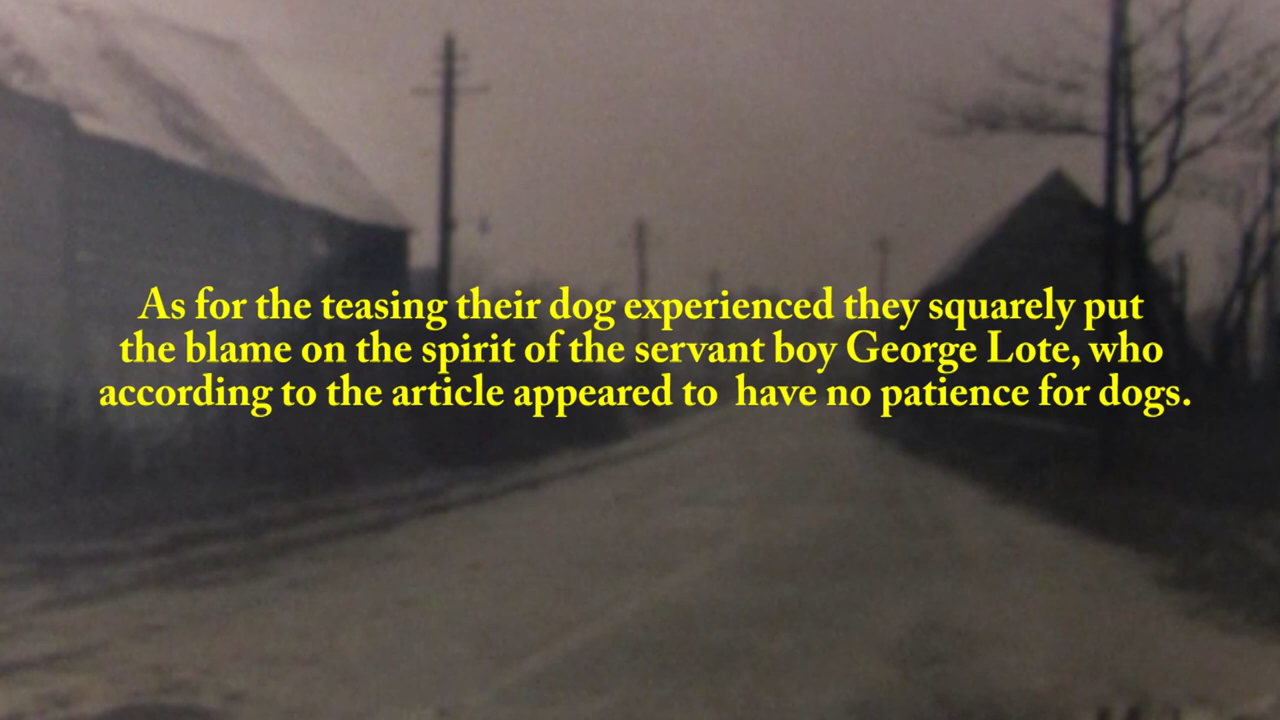 As for the teasing their dog experienced they squarely put
the blame on the spirit of the servant boy George Lote, who
according to the article appeared to  have no patience for dogs.